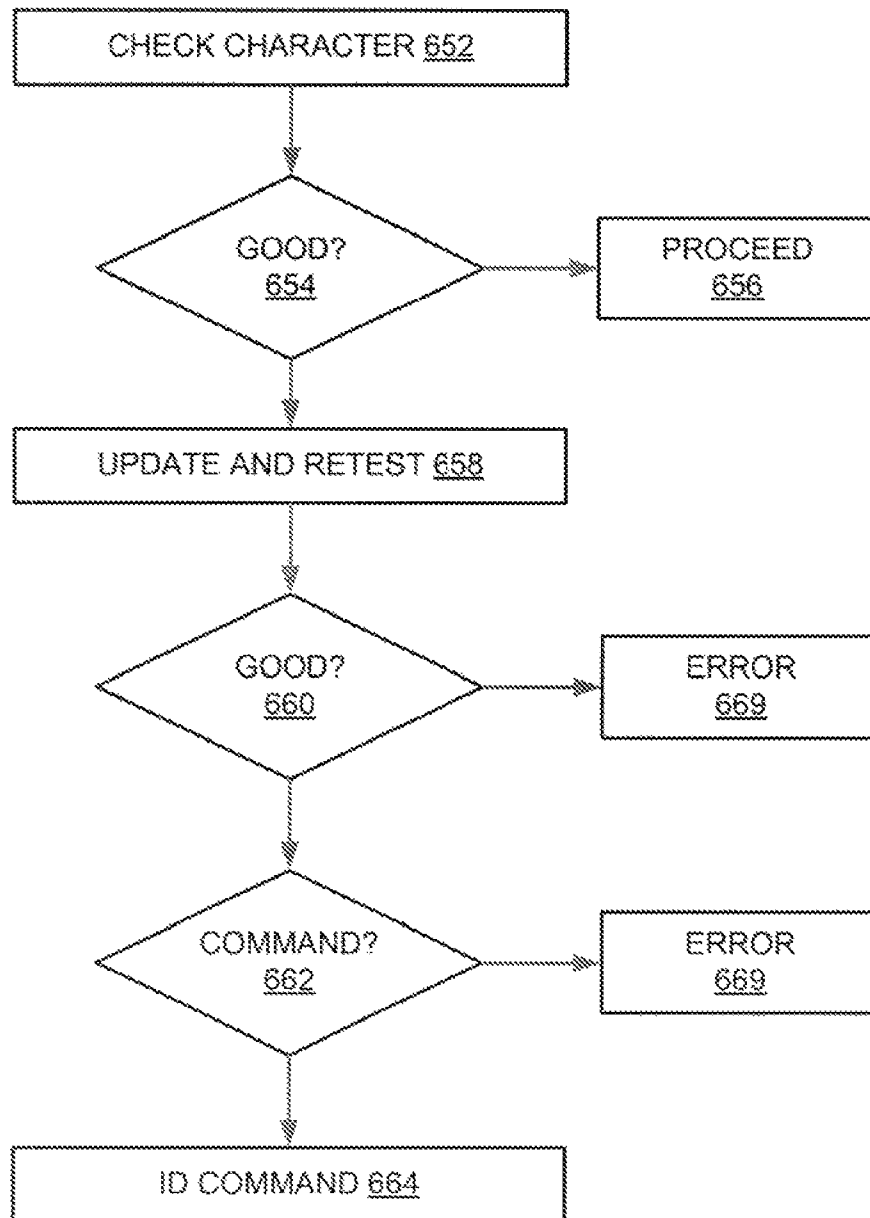 CHECK CHARACTER 652
GOOD?
654
PROCEED
656
UPDATE AND RETEST 658
GOOD?
660
ERROR
669
COMMAND?
662
ERROR
669
ID COMMAND 664